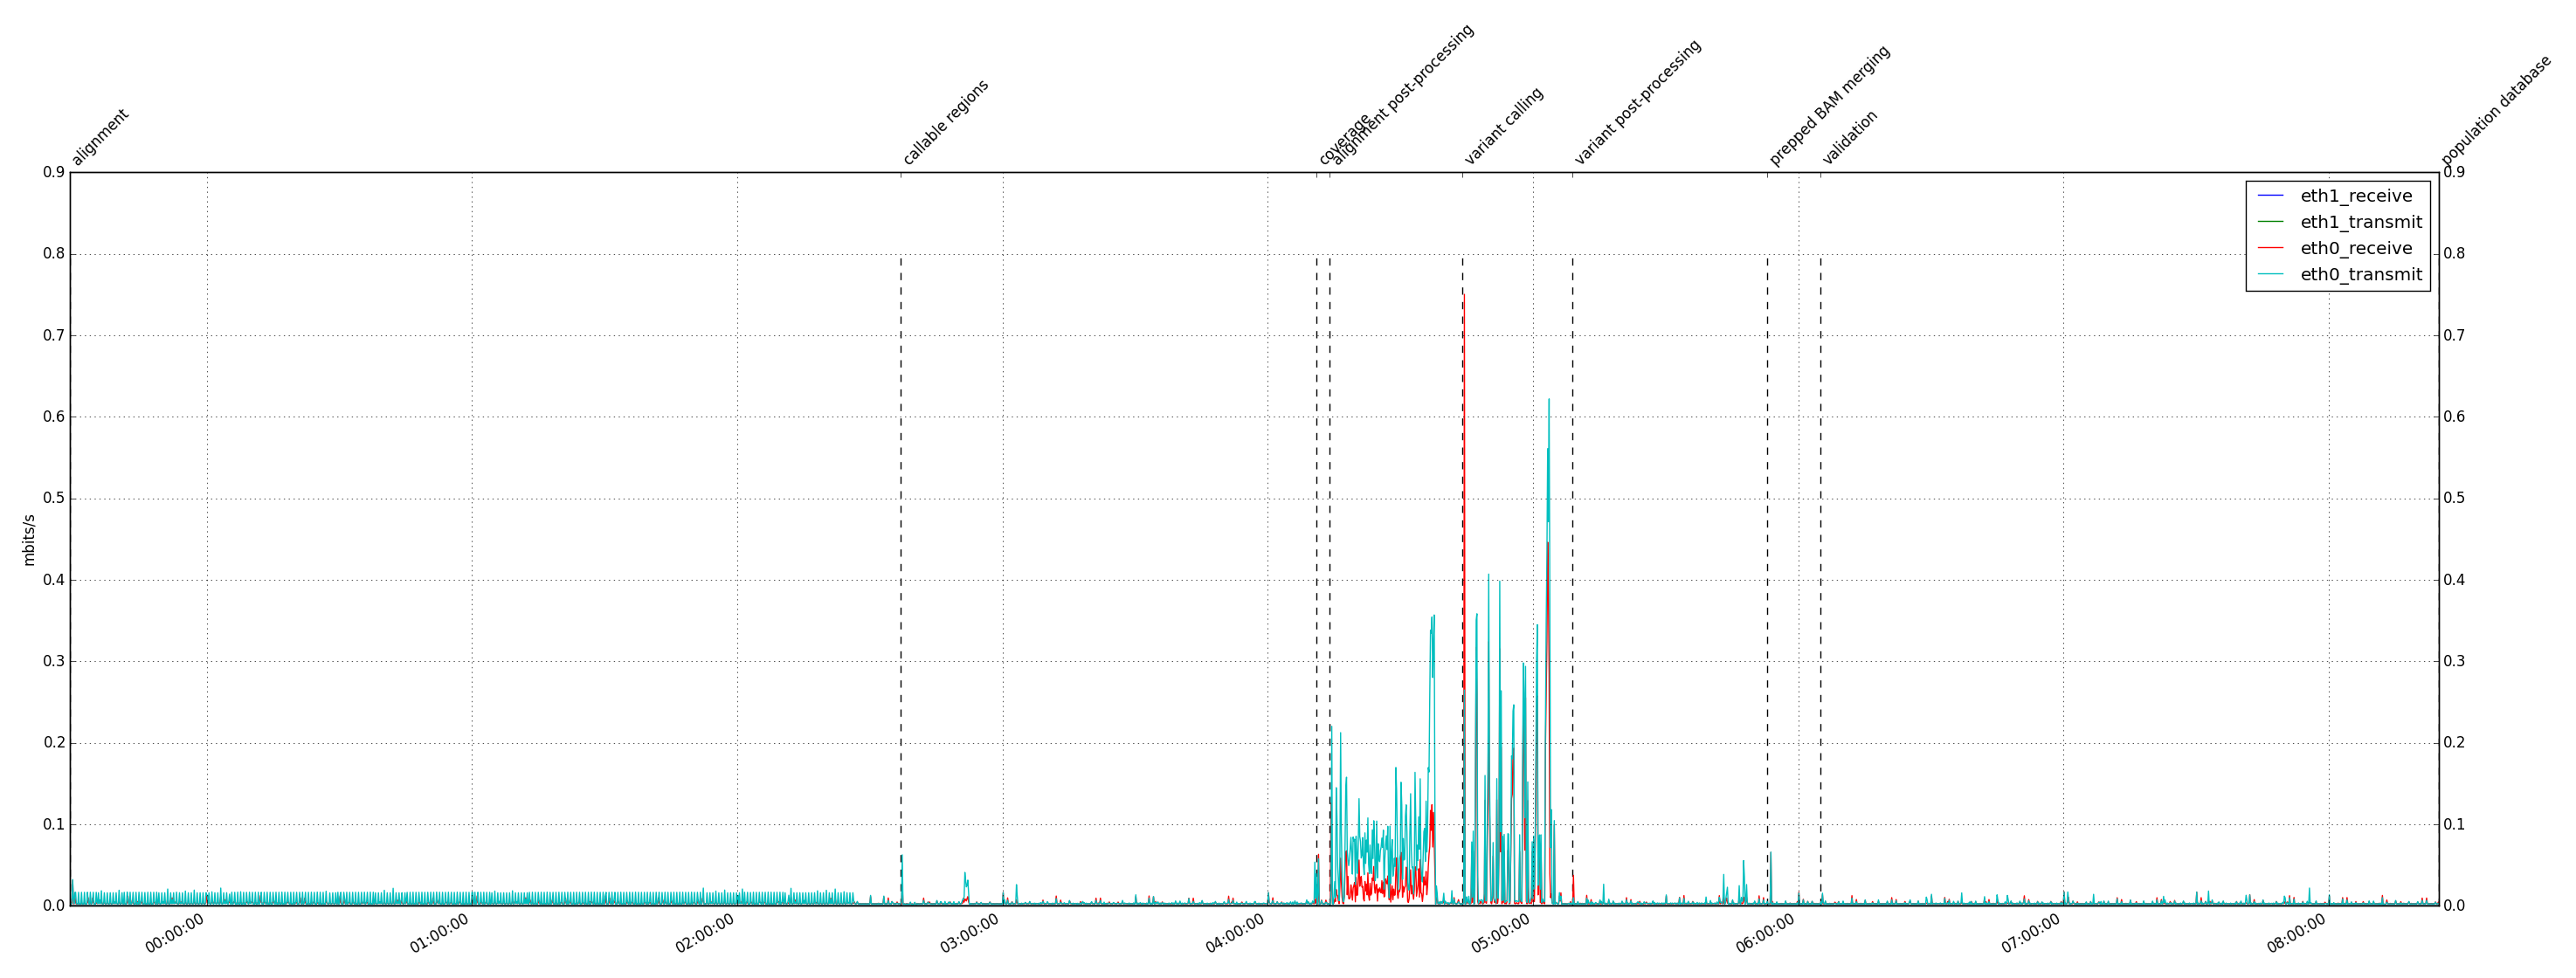 alignment
callable regions
coverage
alignment post-processing
variant calling
variant post-processing
prepped BAM merging
validation
population database
0.9
0.8
0.7
0.6
0.5
0.4
0.3
0.2
0.1
0.0
mbits/s
0.9
0.8
0.7
0.6
0.5
0.4
0.3
0.2
0.1
0.0
eth1_receive
eth1_transmit
eth0_receive
eth0_transmit
00:00:00
01:00:00
02:00:00
03:00:00
04:00:00
05:00:00
06:00:00
07:00:00
08:00:00